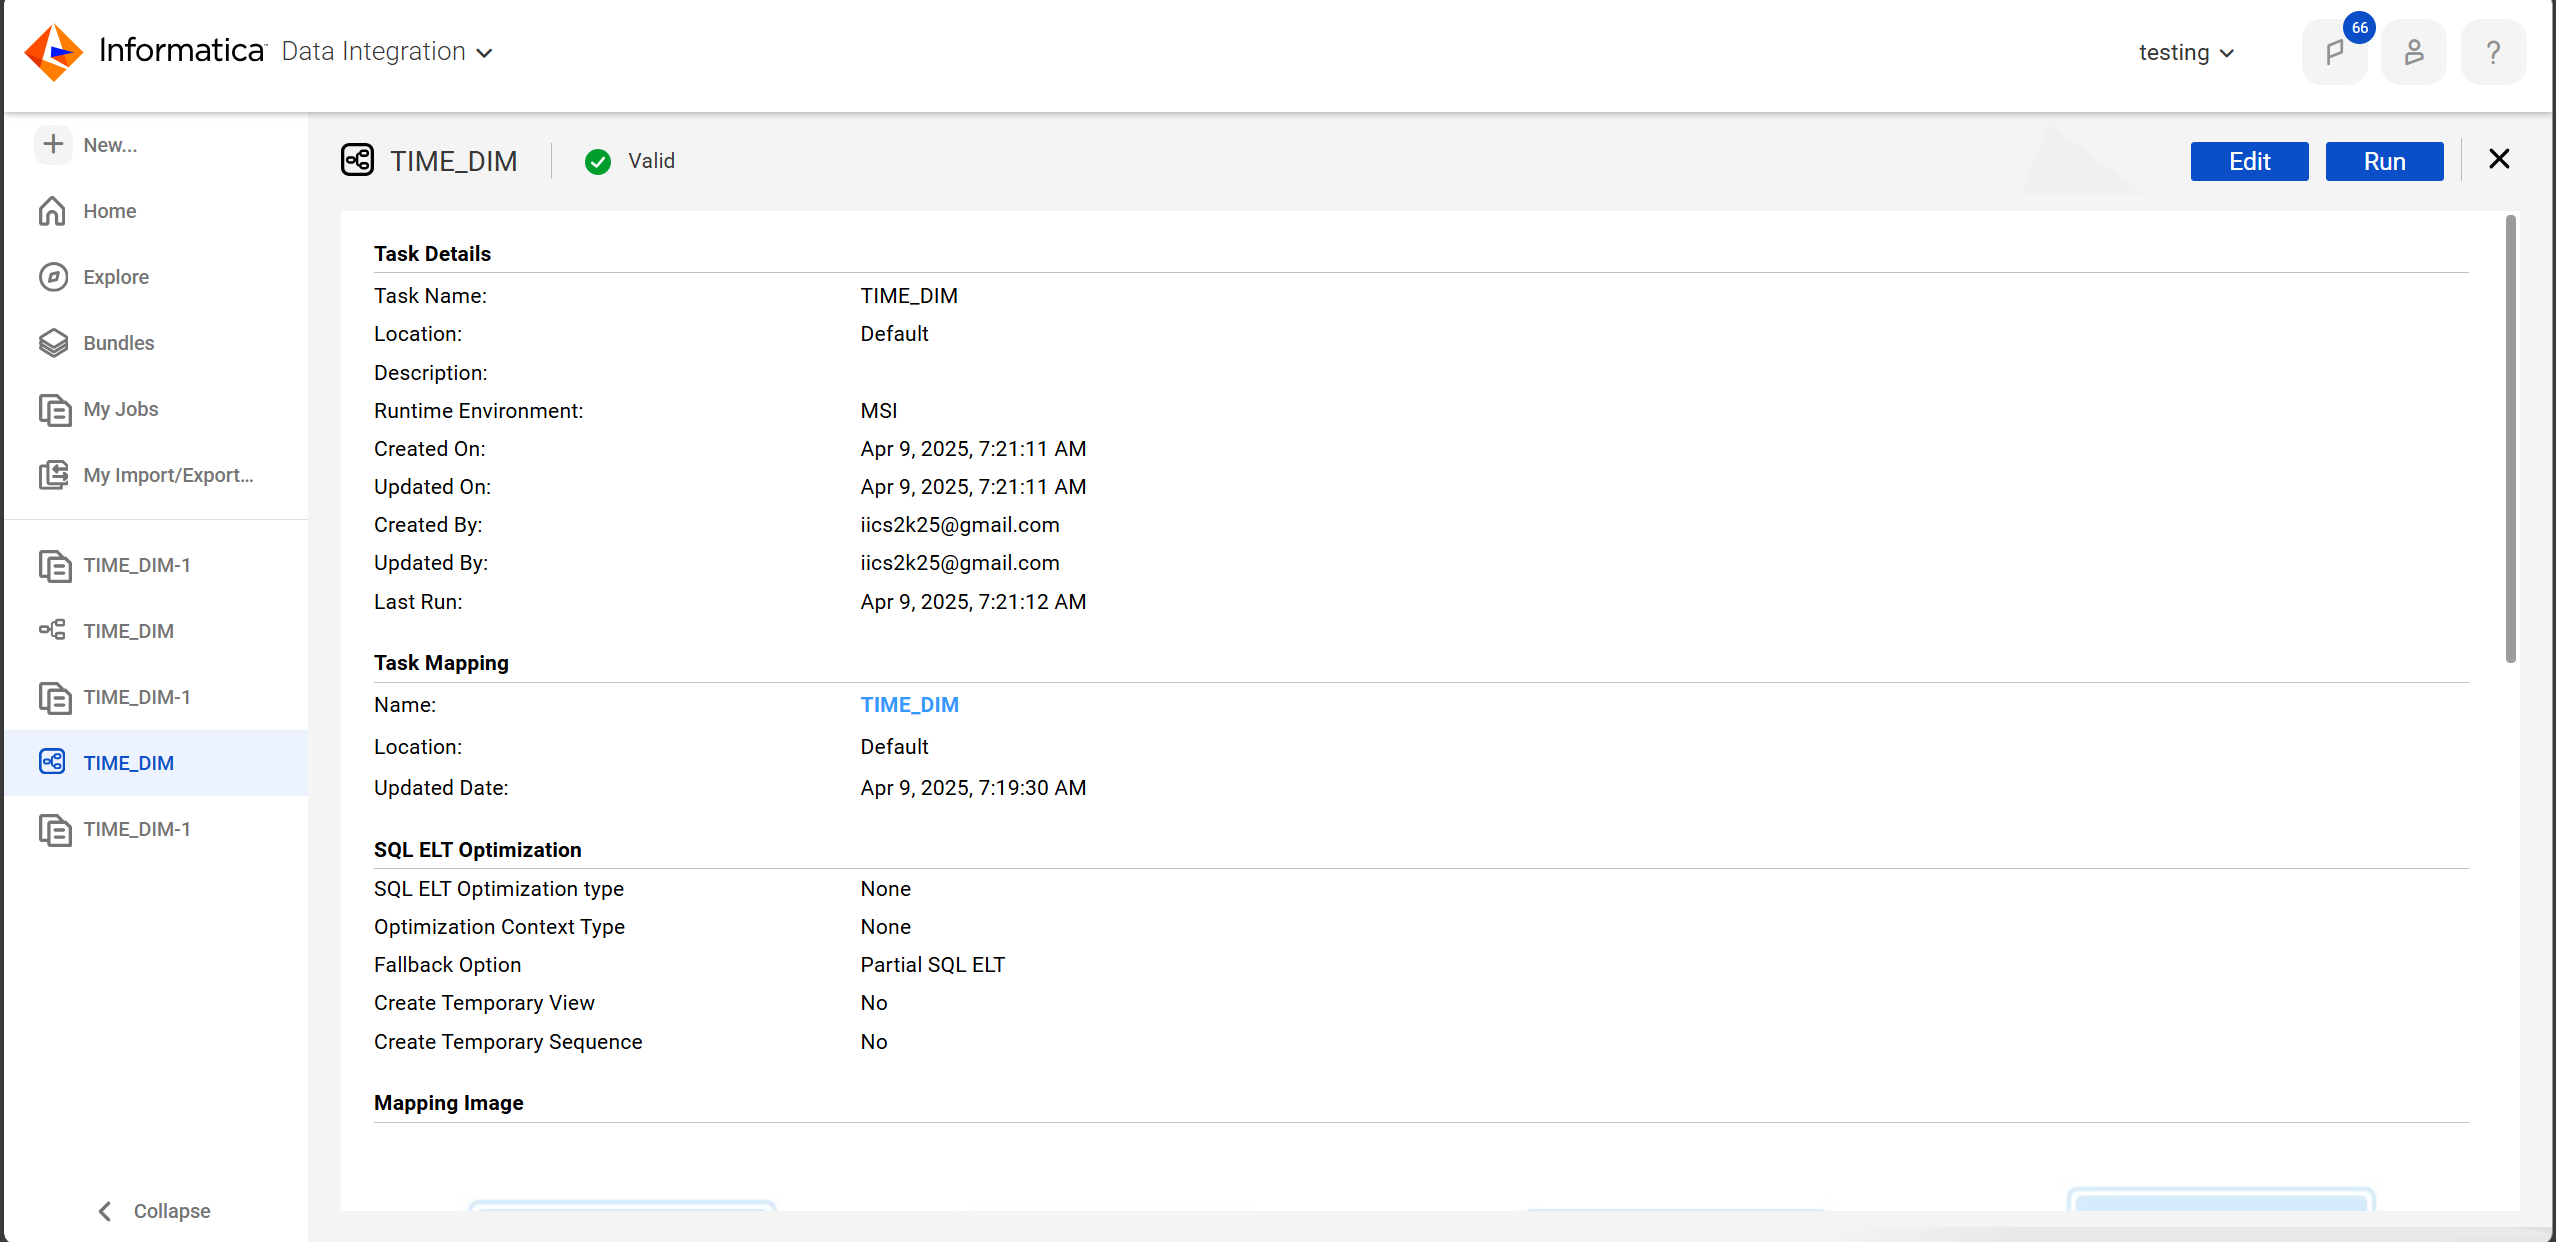 Informatica Data Integration
testing
66
?
New...
Home
Explore
Bundles
My Jobs
My Import/Export...
TIME_DIM-1
TIME_DIM
TIME_DIM-1
TIME_DIM
TIME_DIM-1
Collapse
TIME_DIM
Valid
Edit
Run
Task Details
Task Name: TIME_DIM
Location: Default
Description:
Runtime Environment: MSI
Created On: Apr 9, 2025, 7:21:11 AM
Updated On: Apr 9, 2025, 7:21:11 AM
Created By: iics2k25@gmail.com
Updated By: iics2k25@gmail.com
Last Run: Apr 9, 2025, 7:21:12 AM
Task Mapping
Name: TIME_DIM
Location: Default
Updated Date: Apr 9, 2025, 7:19:30 AM
SQL ELT Optimization
SQL ELT Optimization type None
Optimization Context Type None
Fallback Option Partial SQL ELT
Create Temporary View No
Create Temporary Sequence No
Mapping Image